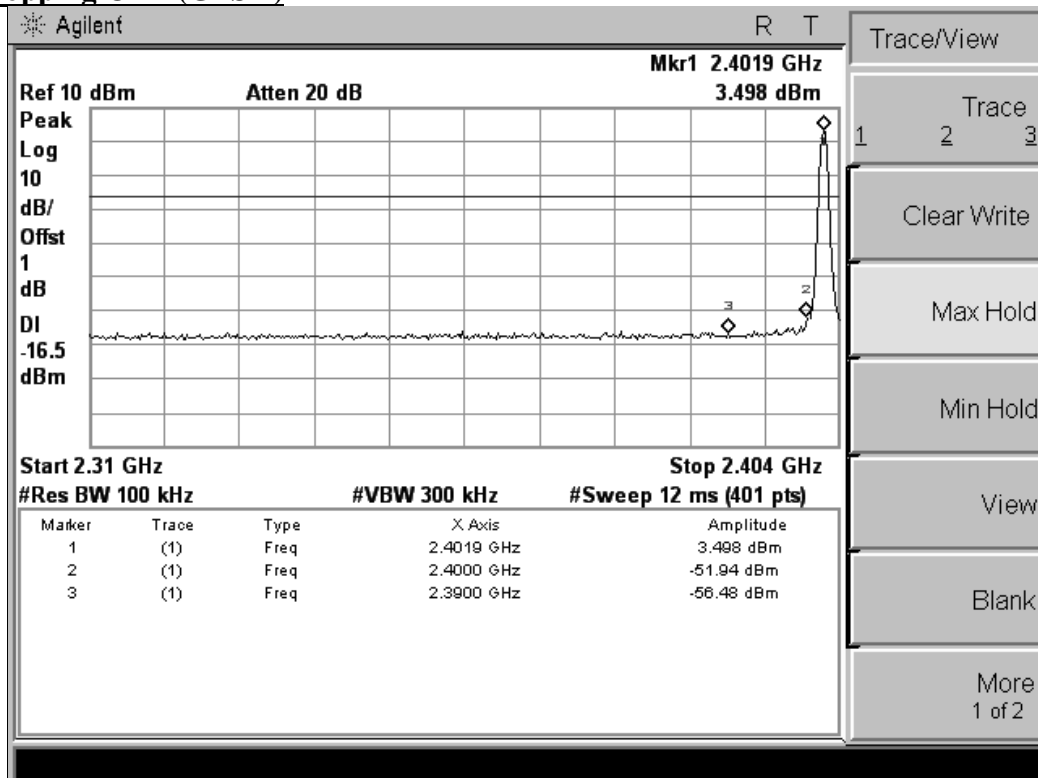 Agilent R T
Mkr1 2.4019 GHz
Ref 10 dBm Atten 20 dB 3.498 dBm
Peak
Log
10
dB/
Offst
1
dB
DI
-16.5
dBm
3
2
Start 2.31 GHz Stop 2.404 GHz
#Res BW 100 kHz #VBW 300 kHz #Sweep 12 ms (401 pts)
Marker Trace Type X Axis Amplitude
1 (1) Freq 2.4019 GHz 3.498 dBm
2 (1) Freq 2.4000 GHz -51.94 dBm
3 (1) Freq 2.3900 GHz -56.48 dBm
Trace/View
Trace
1 2 3
Clear Write
Max Hold
Min Hold
View
Blank
More
1 of 2